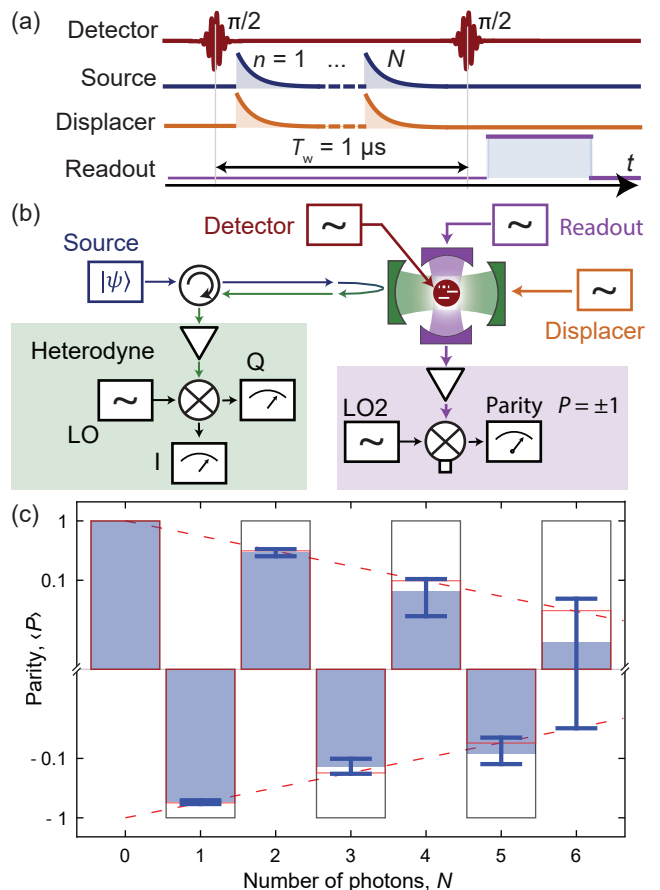 (a)
Detector
π/2
π/2
Source
n = 1
...
N
Displacer
T_w = 1 μs
Readout
t
(b)
Detector
~
~
Readout
Source
|ψ⟩
~
Displacer
Heterodyne
Q
~
LO
I
LO2
Parity
P = ±1
~
(c)
1
0.1
- 0.1
- 1
Parity, ‹P›
0 1 2 3 4 5 6
Number of photons, N